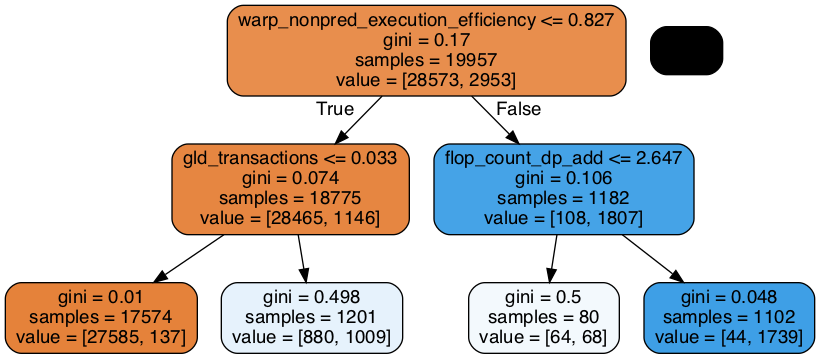 warp_nonpred_execution_efficiency <= 0.827
gini = 0.17
samples = 19957
value = [28573, 2953]
True
False
gld_transactions <= 0.033
gini = 0.074
samples = 18775
value = [28465, 1146]
flop_count_dp_add <= 2.647
gini = 0.106
samples = 1182
value = [108, 1807]
gini = 0.01
samples = 17574
value = [27585, 137]
gini = 0.498
samples = 1201
value = [880, 1009]
gini = 0.5
samples = 80
value = [64, 68]
gini = 0.048
samples = 1102
value = [44, 1739]